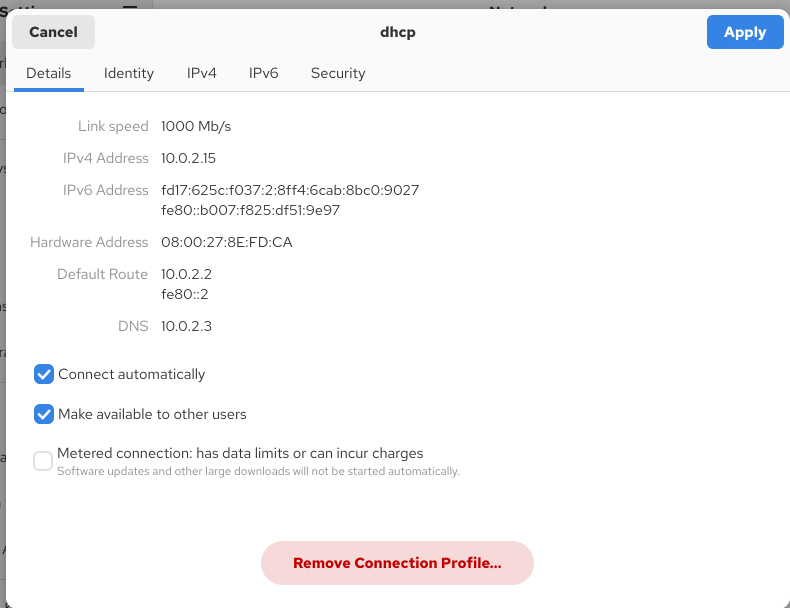 Cancel
dhcp
Apply
Details
Identity
IPv4
IPv6
Security
Link speed 1000 Mb/s
IPv4 Address 10.0.2.15
IPv6 Address fd17:625c:f037:2:8ff4:6cab:8bc0:9027
fe80::b007:f825:df51:9e97
Hardware Address 08:00:27:8E:FD:CA
Default Route 10.0.2.2
fe80::2
DNS 10.0.2.3
Connect automatically
Make available to other users
Metered connection: has data limits or can incur charges
Software updates and other large downloads will not be started automatically.
Remove Connection Profile...